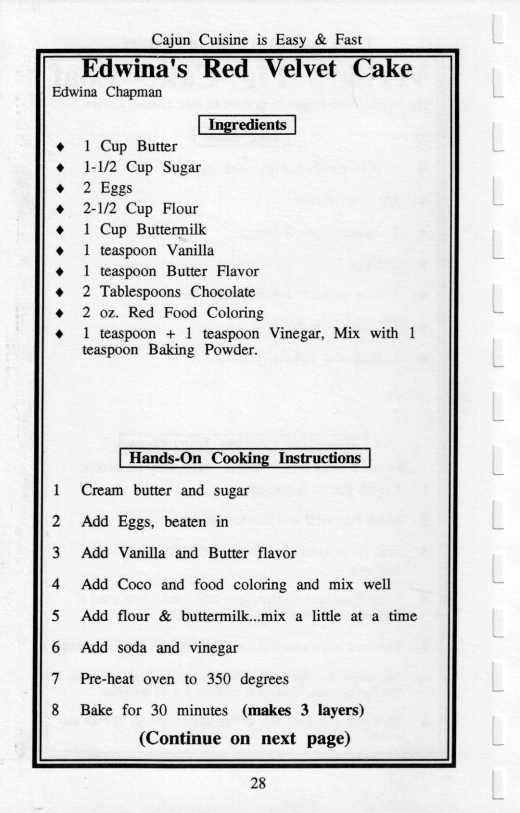 Cajun Cuisine is Easy & Fast
Edwina's Red Velvet Cake
Edwina Chapman
Ingredients
♦ 1 Cup Butter
♦ 1-1/2 Cup Sugar
♦ 2 Eggs
♦ 2-1/2 Cup Flour
♦ 1 Cup Buttermilk
♦ 1 teaspoon Vanilla
♦ 1 teaspoon Butter Flavor
♦ 2 Tablespoons Chocolate
♦ 2 oz. Red Food Coloring
♦ 1 teaspoon + 1 teaspoon Vinegar, Mix with 1
teaspoon Baking Powder.
Hands-On Cooking Instructions
1 Cream butter and sugar
2 Add Eggs, beaten in
3 Add Vanilla and Butter flavor
4 Add Coco and food coloring and mix well
5 Add flour & buttermilk...mix a little at a time
6 Add soda and vinegar
7 Pre-heat oven to 350 degrees
8 Bake for 30 minutes (makes 3 layers)
(Continue on next page)
28